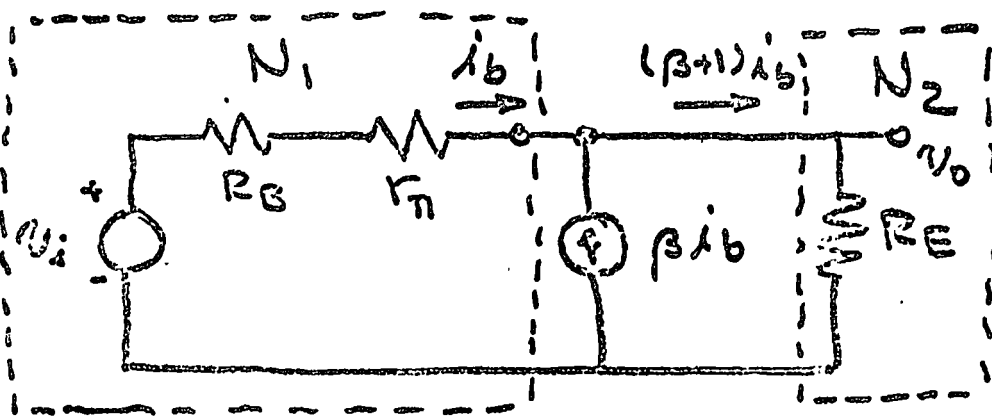 N1
ib
(β+1)ib
N2
RB
rπ
vo
+
vi
-
βib
RE